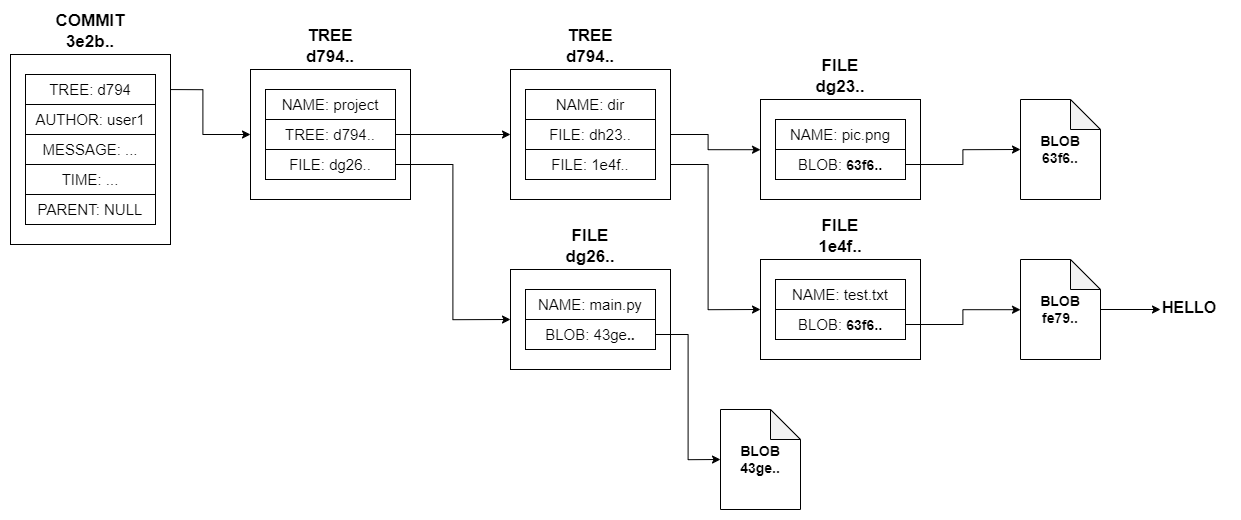 COMMIT
3e2b..
TREE: d794
AUTHOR: user1
MESSAGE: ...
TIME: ...
PARENT: NULL
TREE
d794..
NAME: project
TREE: d794..
FILE: dg26..
TREE
d794..
NAME: dir
FILE: dh23..
FILE: 1e4f..
FILE
dg23..
NAME: pic.png
BLOB: 63f6..
BLOB
63f6..
FILE
dg26..
NAME: main.py
BLOB: 43ge..
FILE
1e4f..
NAME: test.txt
BLOB: 63f6..
BLOB
fe79..
HELLO
BLOB
43ge..